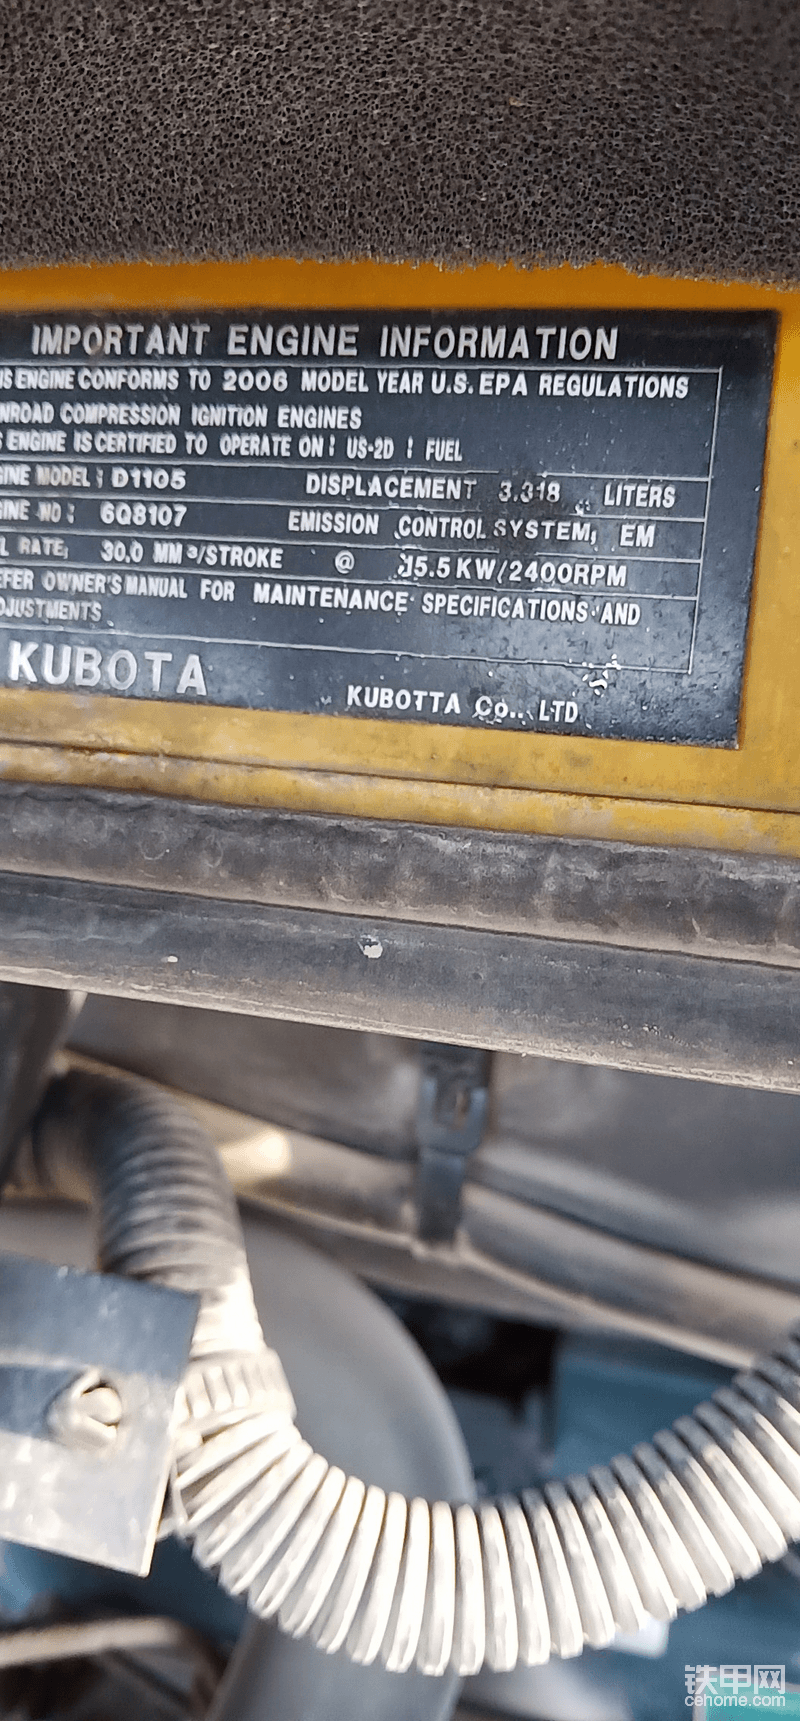 IMPORTANT ENGINE INFORMATION
IS ENGINE CONFORMS TO 2006 MODEL YEAR U.S. EPA REGULATIONS
NROAD COMPRESSION IGNITION ENGINES
S ENGINE IS CERTIFIED TO OPERATE ON : US-2D : FUEL
GINE MODEL : D1105 DISPLACEMENT 3.318 LITERS
GINE NO : 6Q8107 EMISSION CONTROL SYSTEM; EM
L RATE; 30.0 MM³/STROKE @ 15.5 KW/2400RPM
EFER OWNER'S MANUAL FOR MAINTENANCE SPECIFICATIONS AND
DJUSTMENTS
KUBOTA KUBOTTA Co.. LTD
铁甲网
cehome.com